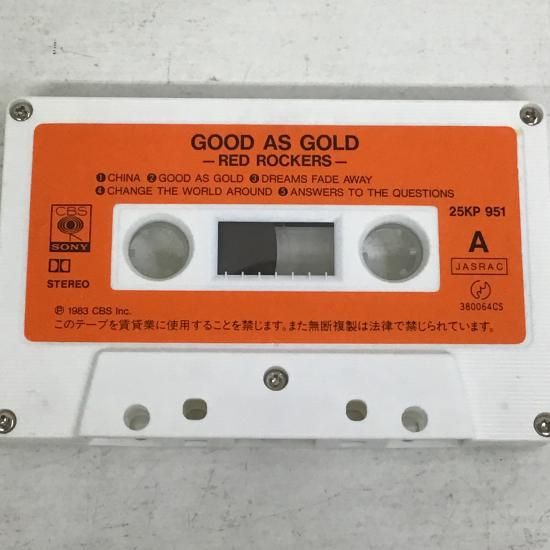 GOOD AS GOLD
—RED ROCKERS—
❶ CHINA ❷ GOOD AS GOLD ❸ DREAMS FADE AWAY
❹ CHANGE THE WORLD AROUND ❺ ANSWERS TO THE QUESTIONS
CBS
SONY
25KP 951
A
JASRAC
STEREO
380064CS
Ⓟ 1983 CBS Inc.
このテープを賃貸業に使用することを禁じます。また無断複製は法律で禁じられています。